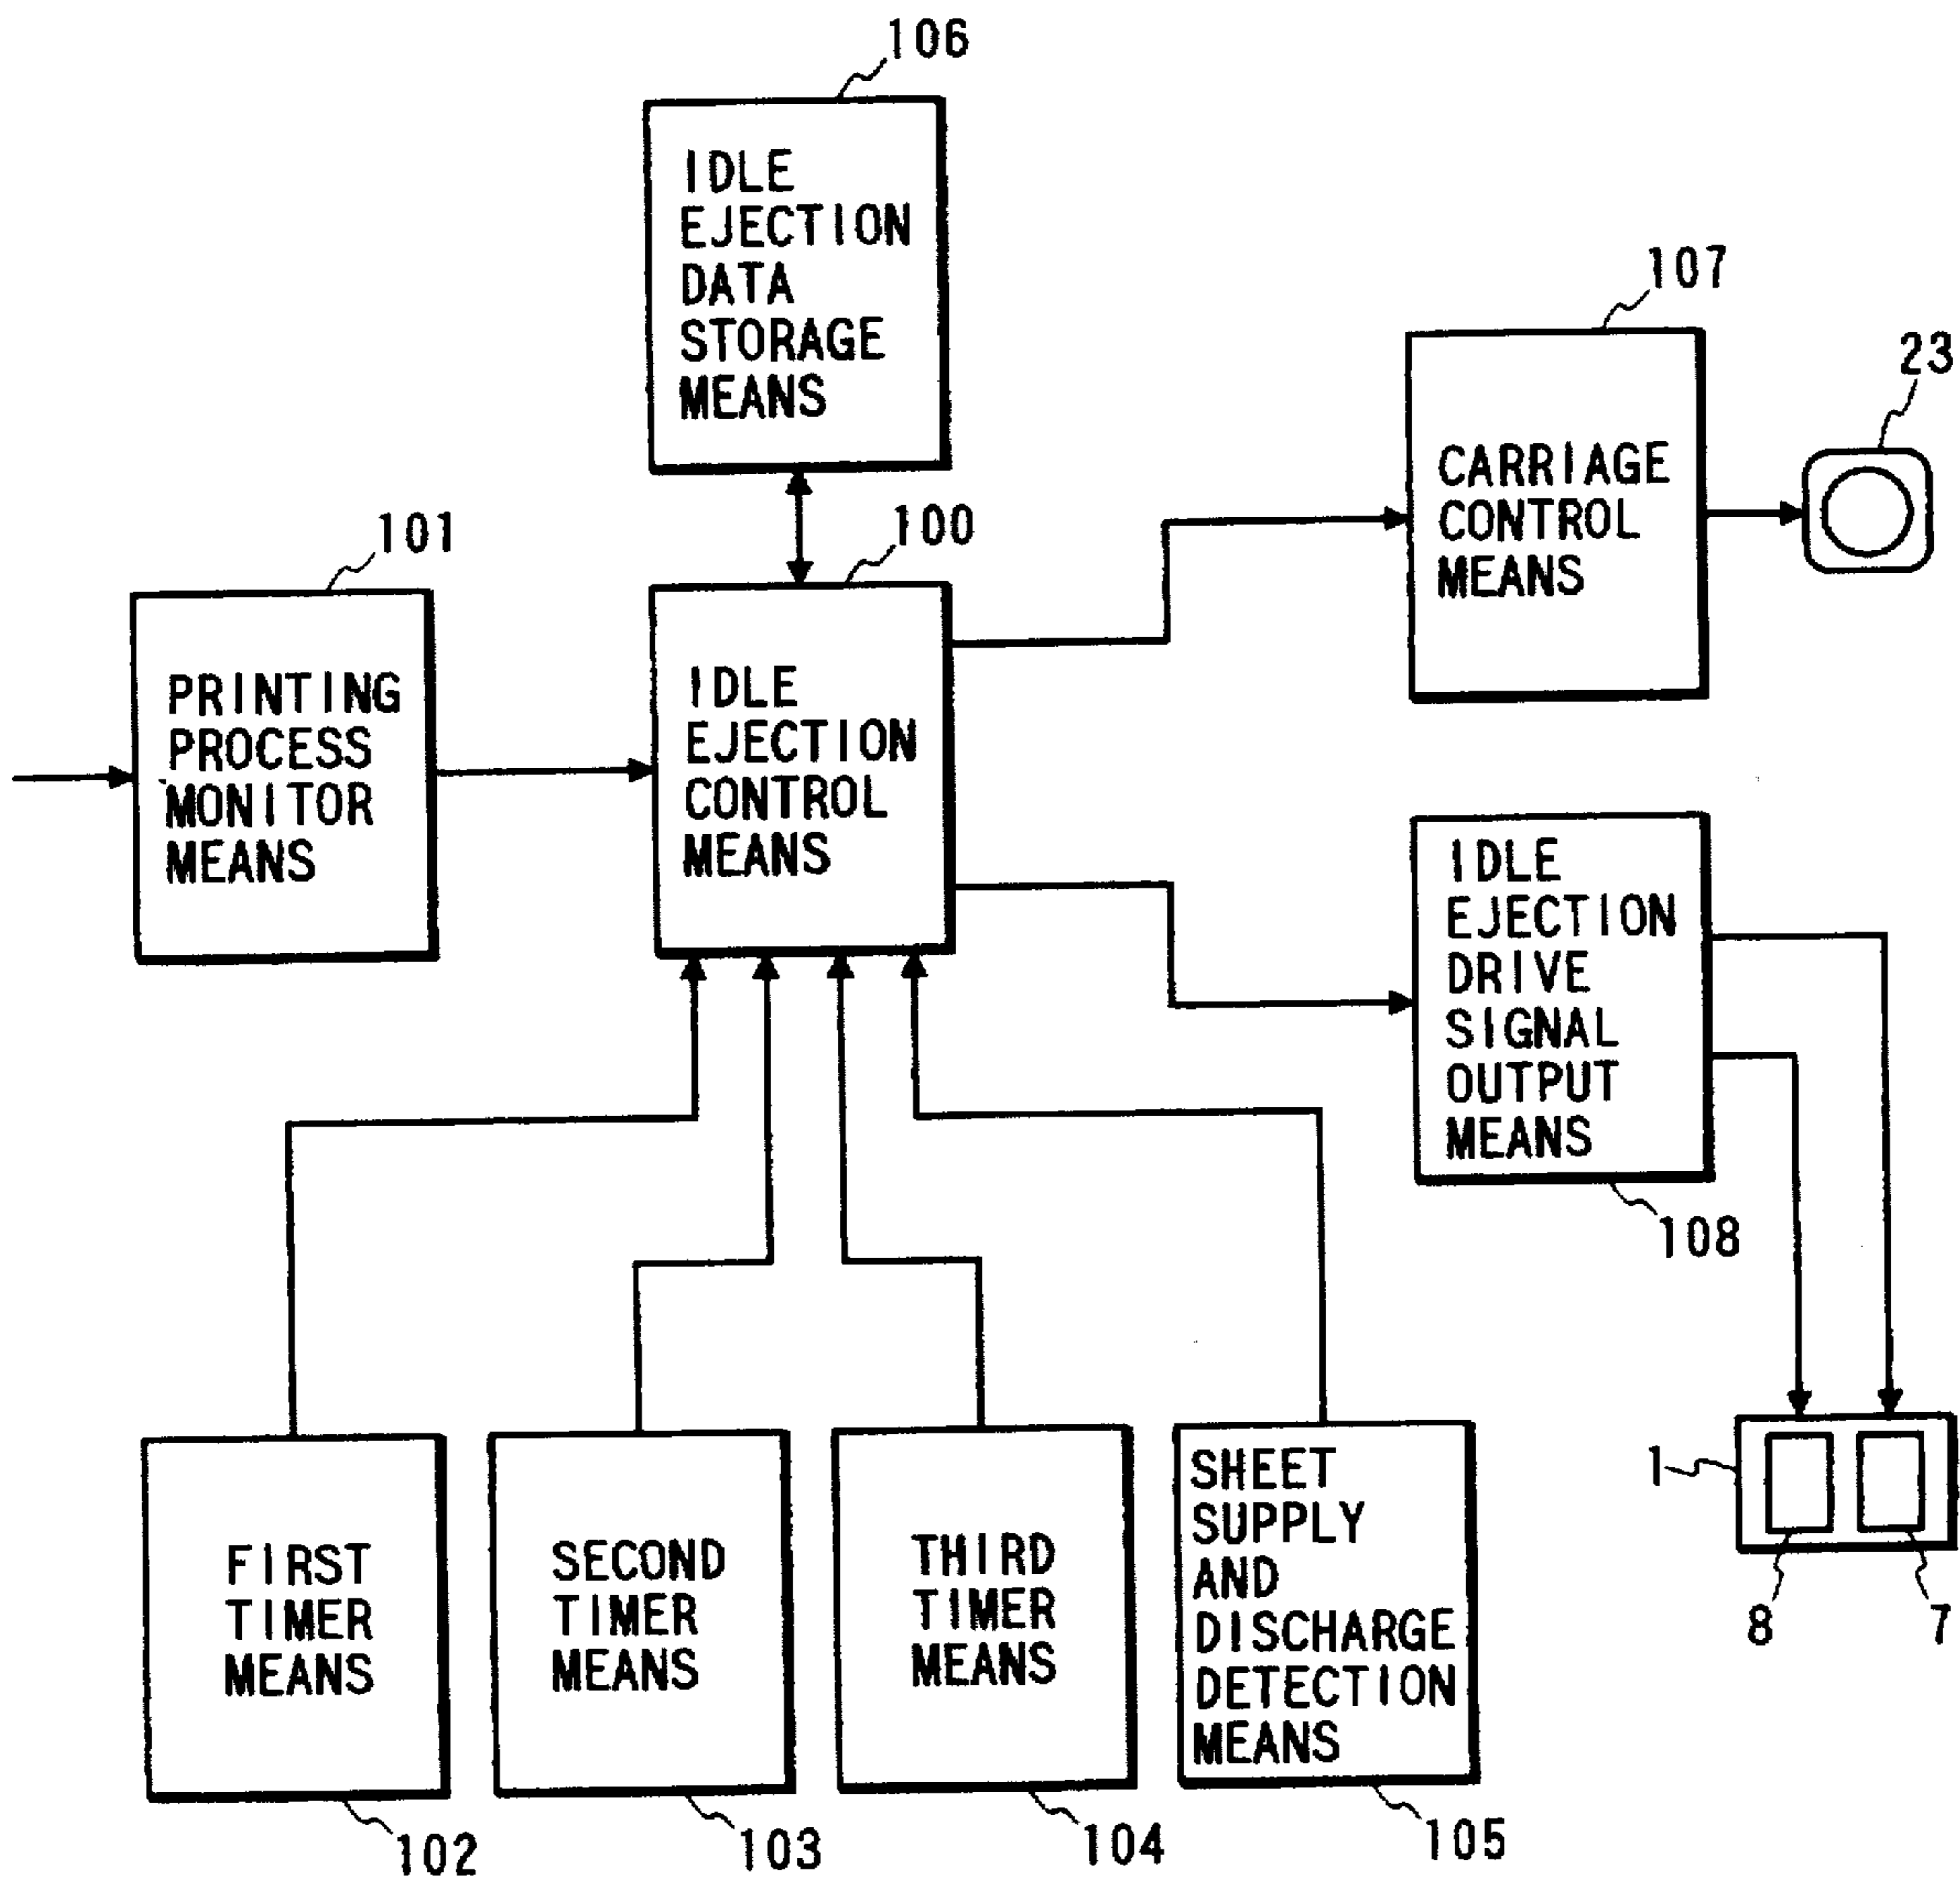 106
IDLE
EJECTION
DATA
STORAGE
MEANS
107
23
CARRIAGE
CONTROL
MEANS
101
100
PRINTING
PROCESS
MONITOR
MEANS
IDLE
EJECTION
CONTROL
MEANS
IDLE
EJECTION
DRIVE
SIGNAL
OUTPUT
MEANS
108
FIRST
TIMER
MEANS
SECOND
TIMER
MEANS
THIRD
TIMER
MEANS
SHEET
SUPPLY
AND
DISCHARGE
DETECTION
MEANS
1
8
7
102
103
104
105